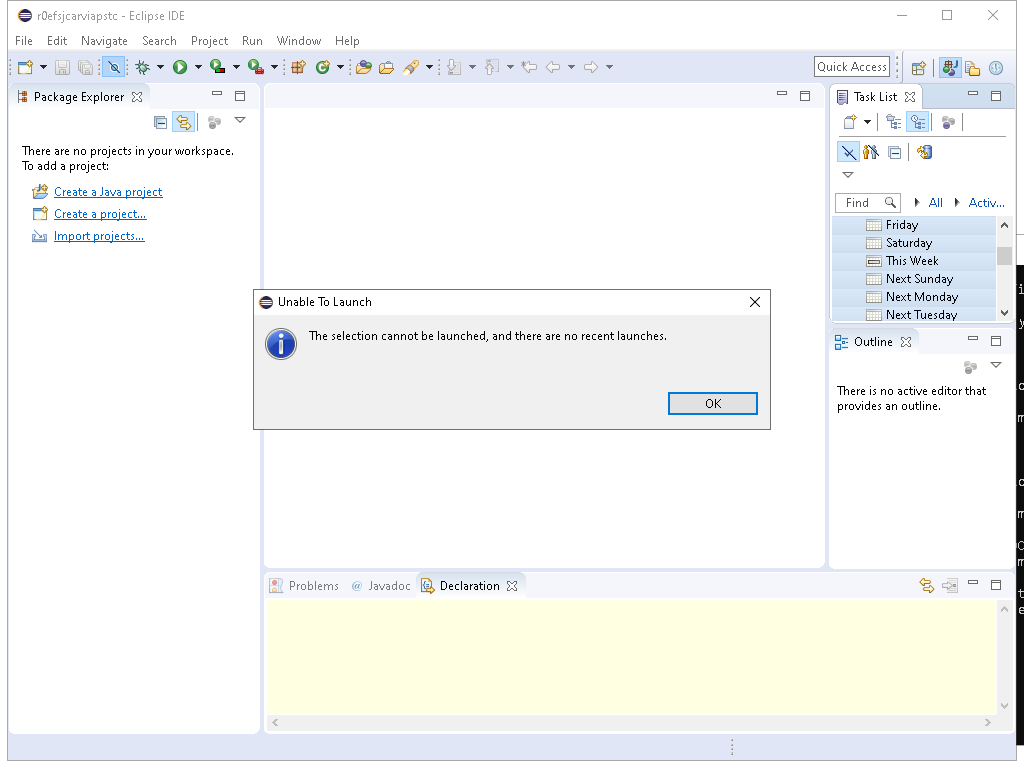 r0efsjcarviapstc - Eclipse IDE
File Edit Navigate Search Project Run Window Help
Quick Access
Package Explorer
There are no projects in your workspace.
To add a project:
Create a Java project
Create a project...
Import projects...
Task List
Find All Activ...
Friday
Saturday
This Week
Next Sunday
Next Monday
Next Tuesday
Unable To Launch
The selection cannot be launched, and there are no recent launches.
OK
Outline
There is no active editor that
provides an outline.
Problems @ Javadoc Declaration